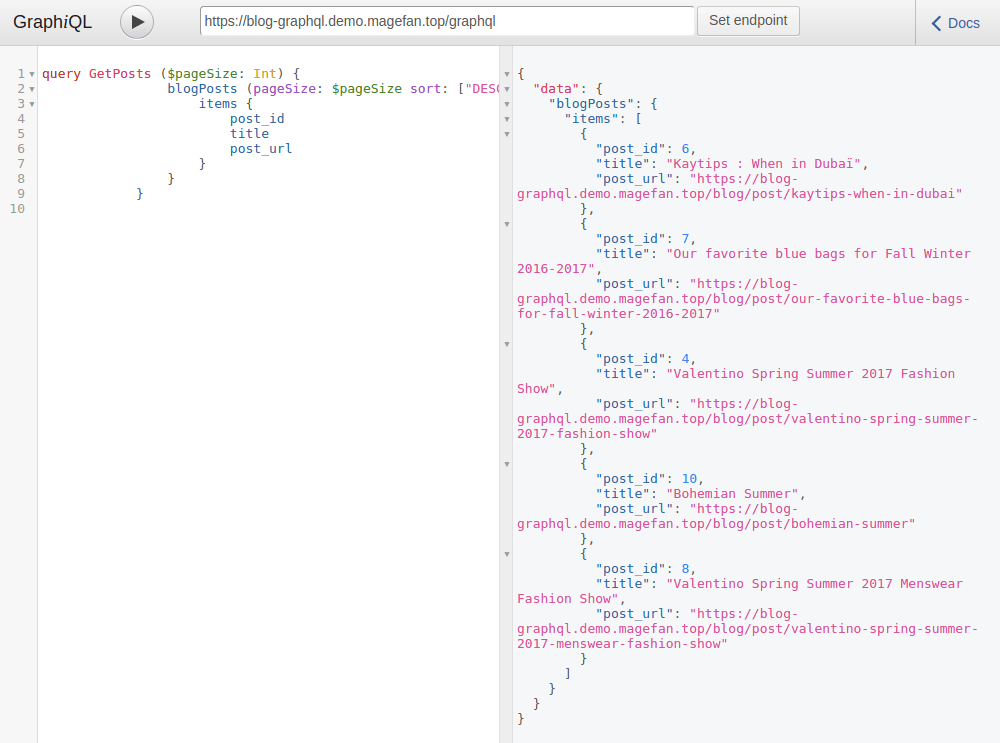 GraphiQL
https://blog-graphql.demo.magefan.top/graphql
Set endpoint
Docs
1 query GetPosts ($pageSize: Int) {
2 blogPosts (pageSize: $pageSize sort: ["DESC
3 items {
4 post_id
5 title
6 post_url
7 }
8 }
9 }
10
{
"data": {
"blogPosts": {
"items": [
{
"post_id": 6,
"title": "Kaytips : When in Dubaï",
"post_url": "https://blog-
graphql.demo.magefan.top/blog/post/kaytips-when-in-dubai"
},
{
"post_id": 7,
"title": "Our favorite blue bags for Fall Winter
2016-2017",
"post_url": "https://blog-
graphql.demo.magefan.top/blog/post/our-favorite-blue-bags-
for-fall-winter-2016-2017"
},
{
"post_id": 4,
"title": "Valentino Spring Summer 2017 Fashion
Show",
"post_url": "https://blog-
graphql.demo.magefan.top/blog/post/valentino-spring-summer-
2017-fashion-show"
},
{
"post_id": 10,
"title": "Bohemian Summer",
"post_url": "https://blog-
graphql.demo.magefan.top/blog/post/bohemian-summer"
},
{
"post_id": 8,
"title": "Valentino Spring Summer 2017 Menswear
Fashion Show",
"post_url": "https://blog-
graphql.demo.magefan.top/blog/post/valentino-spring-summer-
2017-menswear-fashion-show"
}
]
}
}
}